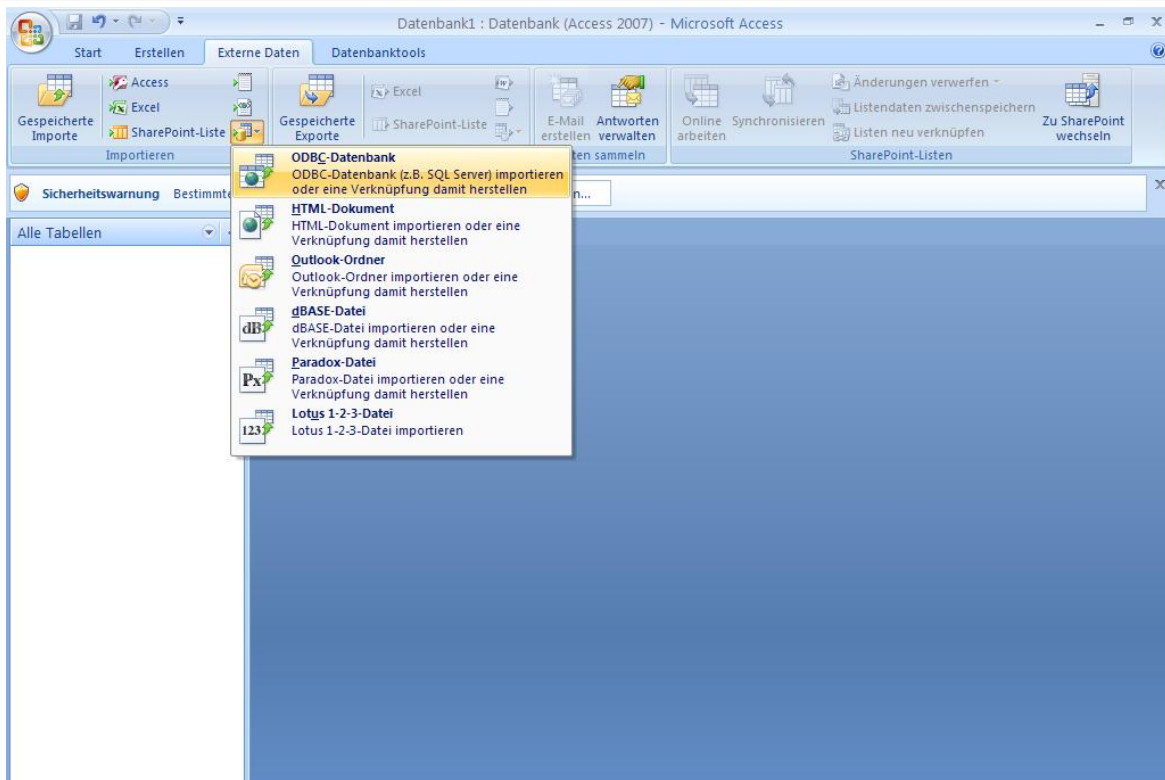 Datenbank1 : Datenbank (Access 2007) - Microsoft Access
Start Erstellen Externe Daten Datenbanktools
Gespeicherte Importe
Access
Excel
SharePoint-Liste
Importieren
Gespeicherte Exporte
Excel
SharePoint-Liste
E-Mail erstellen
Antworten verwalten
ten sammeln
Online arbeiten
Synchronisieren
Änderungen verwerfen
Listendaten zwischenspeichern
Listen neu verknüpfen
Zu SharePoint wechseln
SharePoint-Listen
Sicherheitswarnung Bestimmte
n...
Alle Tabellen
ODBC-Datenbank
ODBC-Datenbank (z.B. SQL Server) importieren
oder eine Verknüpfung damit herstellen
HTML-Dokument
HTML-Dokument importieren oder eine
Verknüpfung damit herstellen
Outlook-Ordner
Outlook-Ordner importieren oder eine
Verknüpfung damit herstellen
dB
dBASE-Datei
dBASE-Datei importieren oder eine
Verknüpfung damit herstellen
Px
Paradox-Datei
Paradox-Datei importieren oder eine
Verknüpfung damit herstellen
123
Lotus 1-2-3-Datei
Lotus 1-2-3-Datei importieren